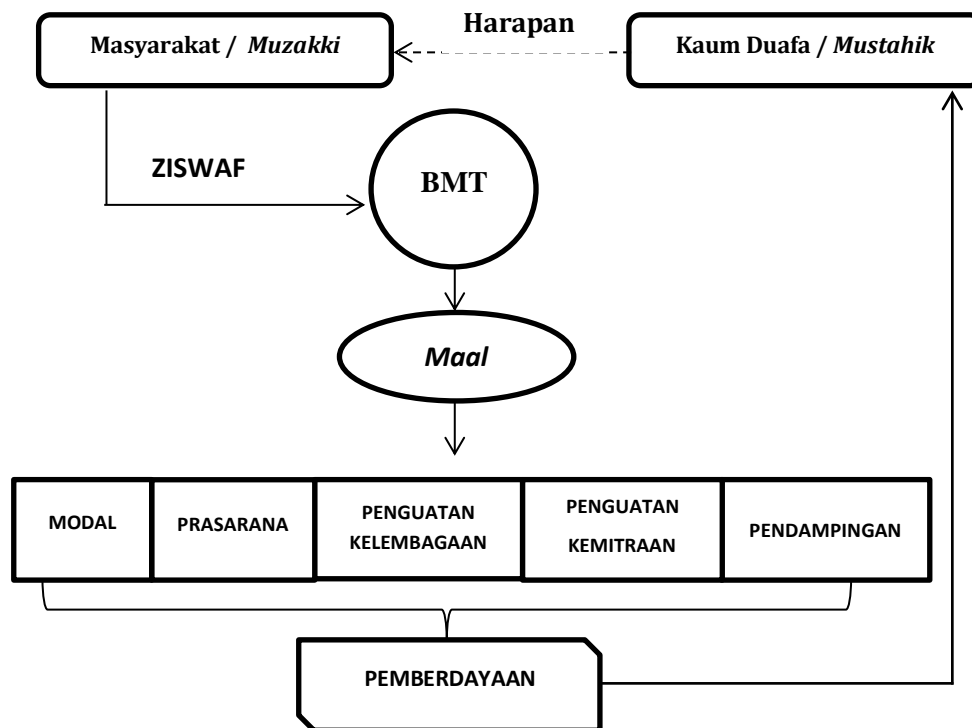 Harapan
Masyarakat / Muzakki
Kaum Duafa / Mustahik
ZISWAF
BMT
Maal
MODAL
PRASARANA
PENGUATAN
KELEMBAGAAN
PENGUATAN
KEMITRAAN
PENDAMPINGAN
PEMBERDAYAAN